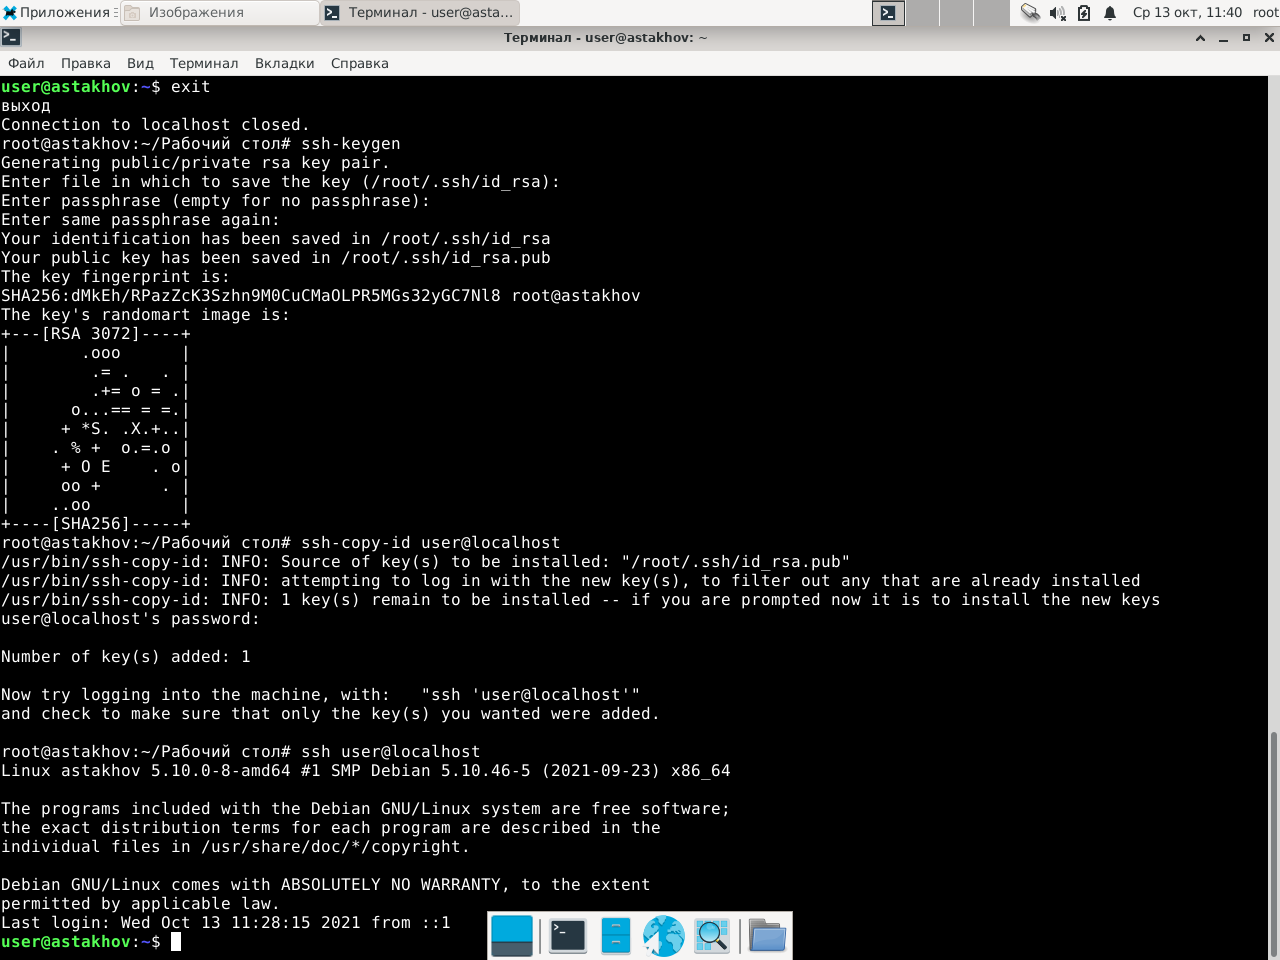 Приложения Изображения Терминал - user@asta... Ср 13 окт, 11:40 root
Терминал - user@astakhov: ~
Файл Правка Вид Терминал Вкладки Справка
user@astakhov:~$ exit
выход
Connection to localhost closed.
root@astakhov:~/Рабочий стол# ssh-keygen
Generating public/private rsa key pair.
Enter file in which to save the key (/root/.ssh/id_rsa):
Enter passphrase (empty for no passphrase):
Enter same passphrase again:
Your identification has been saved in /root/.ssh/id_rsa
Your public key has been saved in /root/.ssh/id_rsa.pub
The key fingerprint is:
SHA256:dMkEh/RPazZcK3Szhn9M0CuCMaOLPR5MGs32yGC7Nl8 root@astakhov
The key's randomart image is:
+---[RSA 3072]----+
|       .ooo      |
|        .= .   . |
|        .+= o = .|
|      o...== = =.|
|     + *S. .X.+..|
|    . % +  o.=.o |
|     + O E    . o|
|     oo +      . |
|    ..oo         |
+----[SHA256]-----+
root@astakhov:~/Рабочий стол# ssh-copy-id user@localhost
/usr/bin/ssh-copy-id: INFO: Source of key(s) to be installed: "/root/.ssh/id_rsa.pub"
/usr/bin/ssh-copy-id: INFO: attempting to log in with the new key(s), to filter out any that are already installed
/usr/bin/ssh-copy-id: INFO: 1 key(s) remain to be installed -- if you are prompted now it is to install the new keys
user@localhost's password:
Number of key(s) added: 1
Now try logging into the machine, with:   "ssh 'user@localhost'"
and check to make sure that only the key(s) you wanted were added.
root@astakhov:~/Рабочий стол# ssh user@localhost
Linux astakhov 5.10.0-8-amd64 #1 SMP Debian 5.10.46-5 (2021-09-23) x86_64
The programs included with the Debian GNU/Linux system are free software;
the exact distribution terms for each program are described in the
individual files in /usr/share/doc/*/copyright.
Debian GNU/Linux comes with ABSOLUTELY NO WARRANTY, to the extent
permitted by applicable law.
Last login: Wed Oct 13 11:28:15 2021 from ::1
user@astakhov:~$